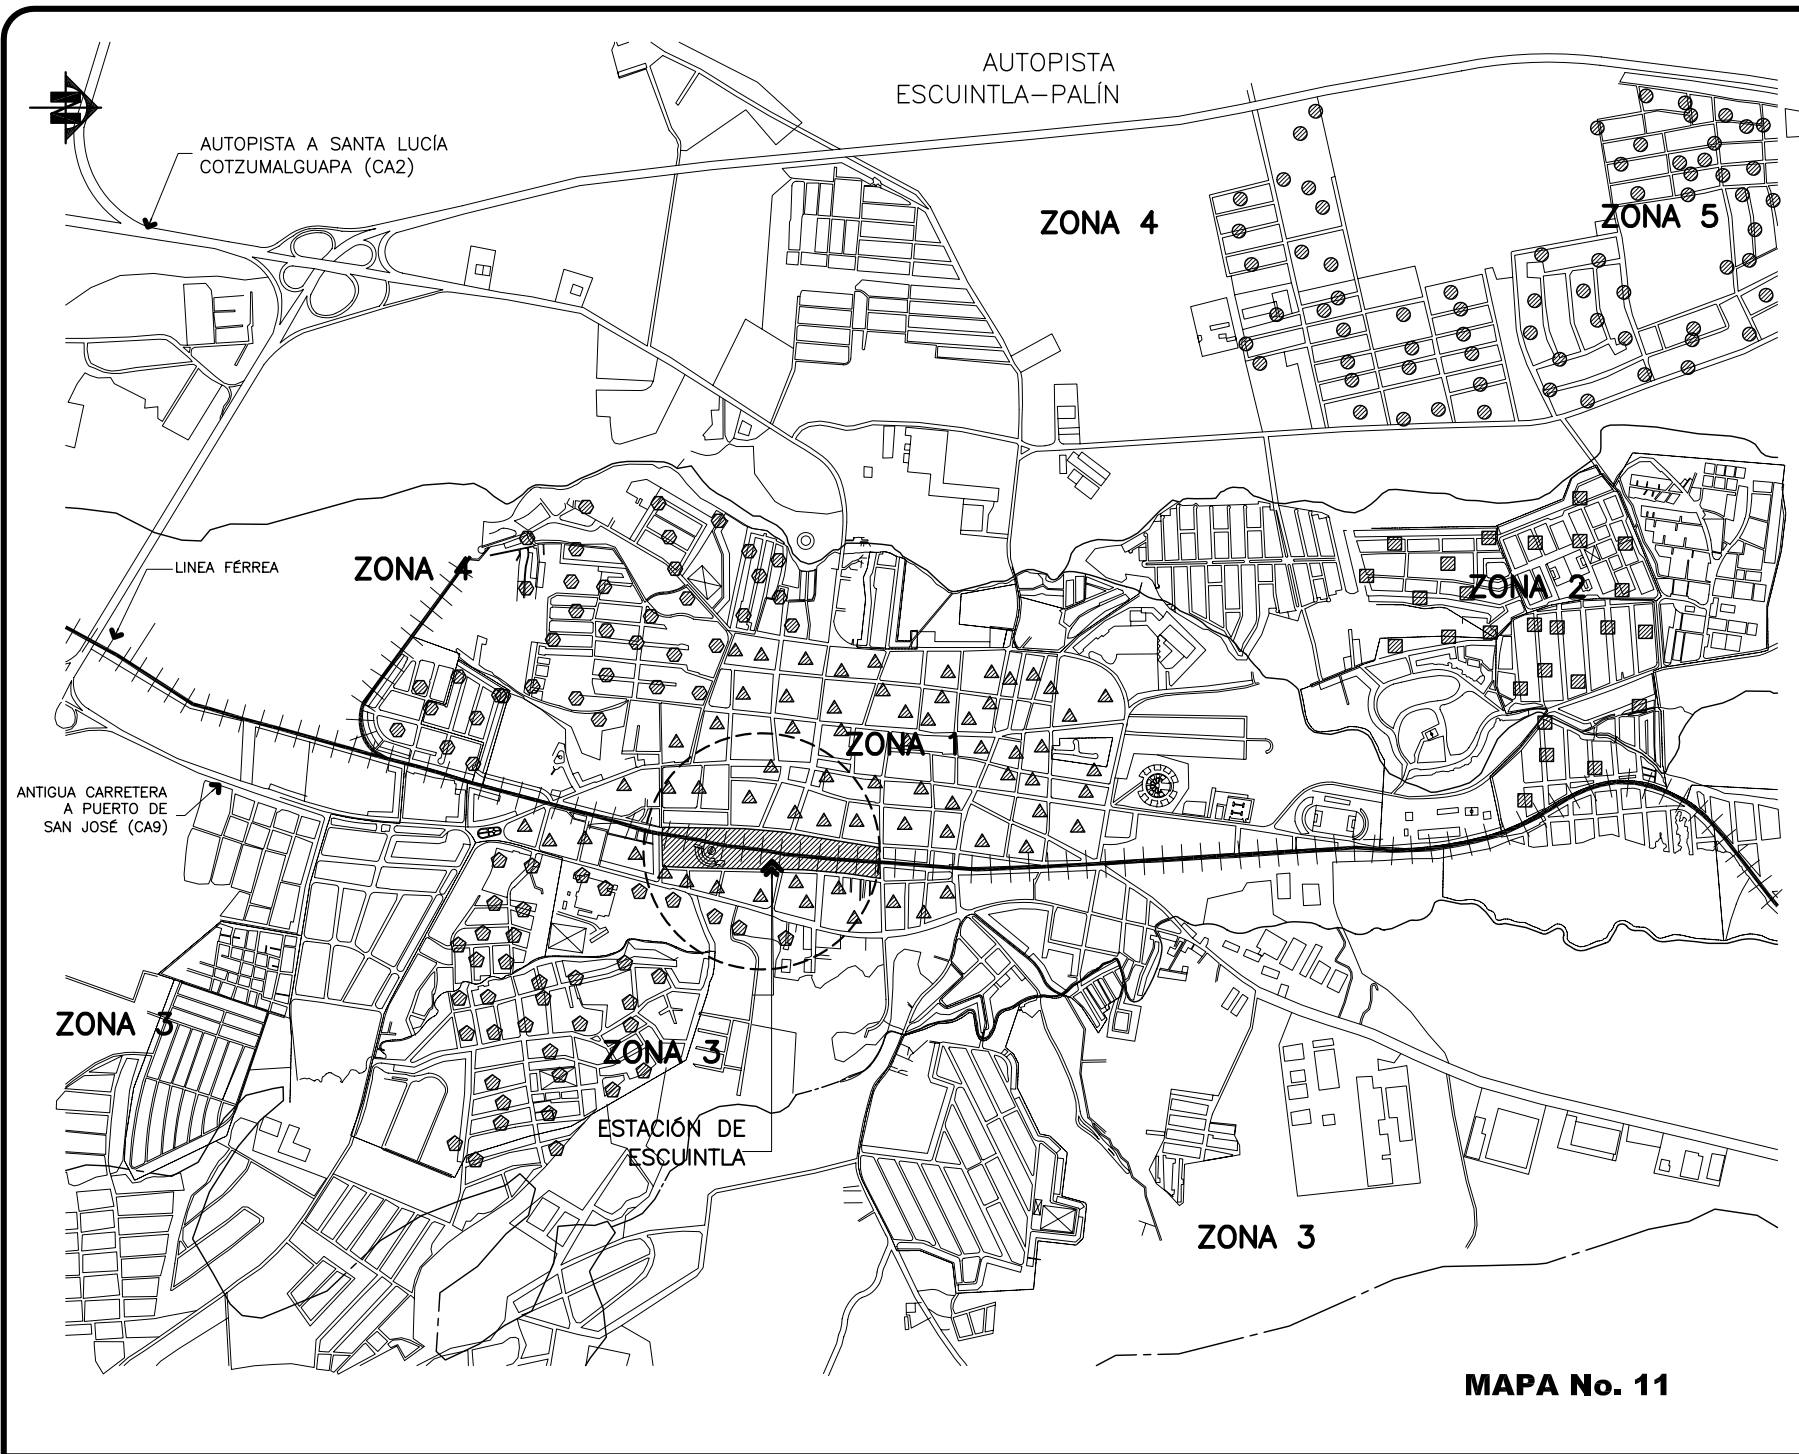 AUTOPISTA
ESCUINTLA–PALÍN
N
AUTOPISTA A SANTA LUCÍA
COTZUMALGUAPA (CA2)
ZONA 4
ZONA 5
LINEA FÉRREA
ZONA 4
ZONA 2
ZONA 1
ANTIGUA CARRETERA
A PUERTO DE
SAN JOSÉ (CA9)
ZONA 3
ZONA 3
ESTACIÓN DE
ESCUINTLA
ZONA 3
MAPA No. 11